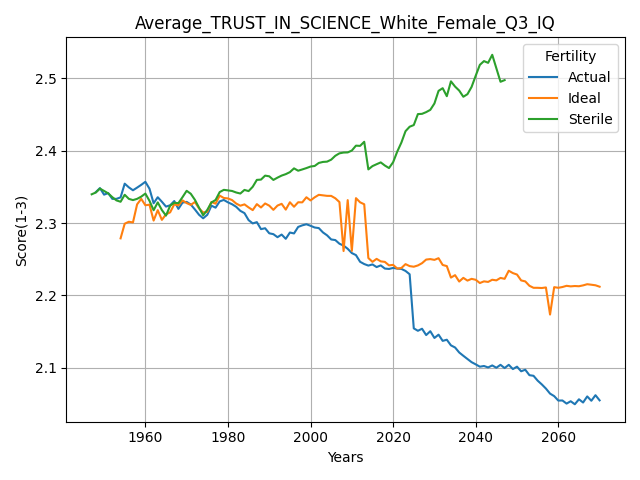 Average_TRUST_IN_SCIENCE_White_Female_Q3_IQ
Fertility
Actual
Ideal
Sterile
Score(1-3)
2.5
2.4
2.3
2.2
2.1
1960 1980 2000 2020 2040 2060
Years